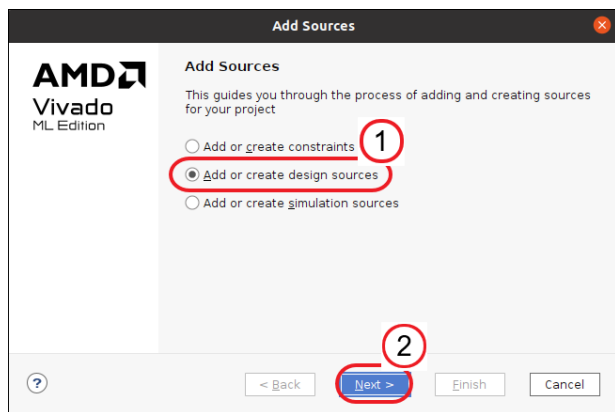 Add Sources
AMD
Vivado
ML Edition
Add Sources
This guides you through the process of adding and creating sources
for your project
Add or create constraints
1
Add or create design sources
Add or create simulation sources
2
?
< Back
Next >
Finish
Cancel